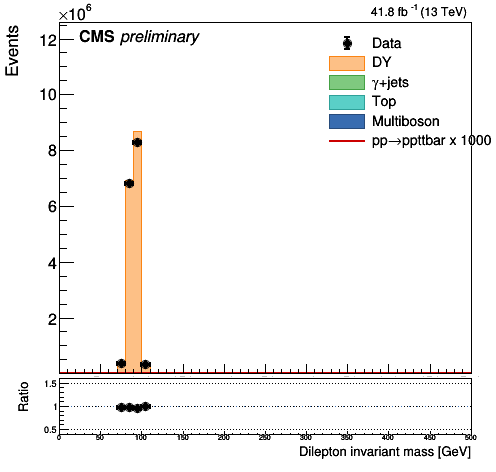 ×10⁶
41.8 fb⁻¹ (13 TeV)
CMS preliminary
Events
12
10
8
6
4
2
Data
DY
γ+jets
Top
Multiboson
pp→ppttbar x 1000
Ratio
1.5
1
0.5
0 50 100 150 200 250 300 350 400 450 500
Dilepton invariant mass [GeV]